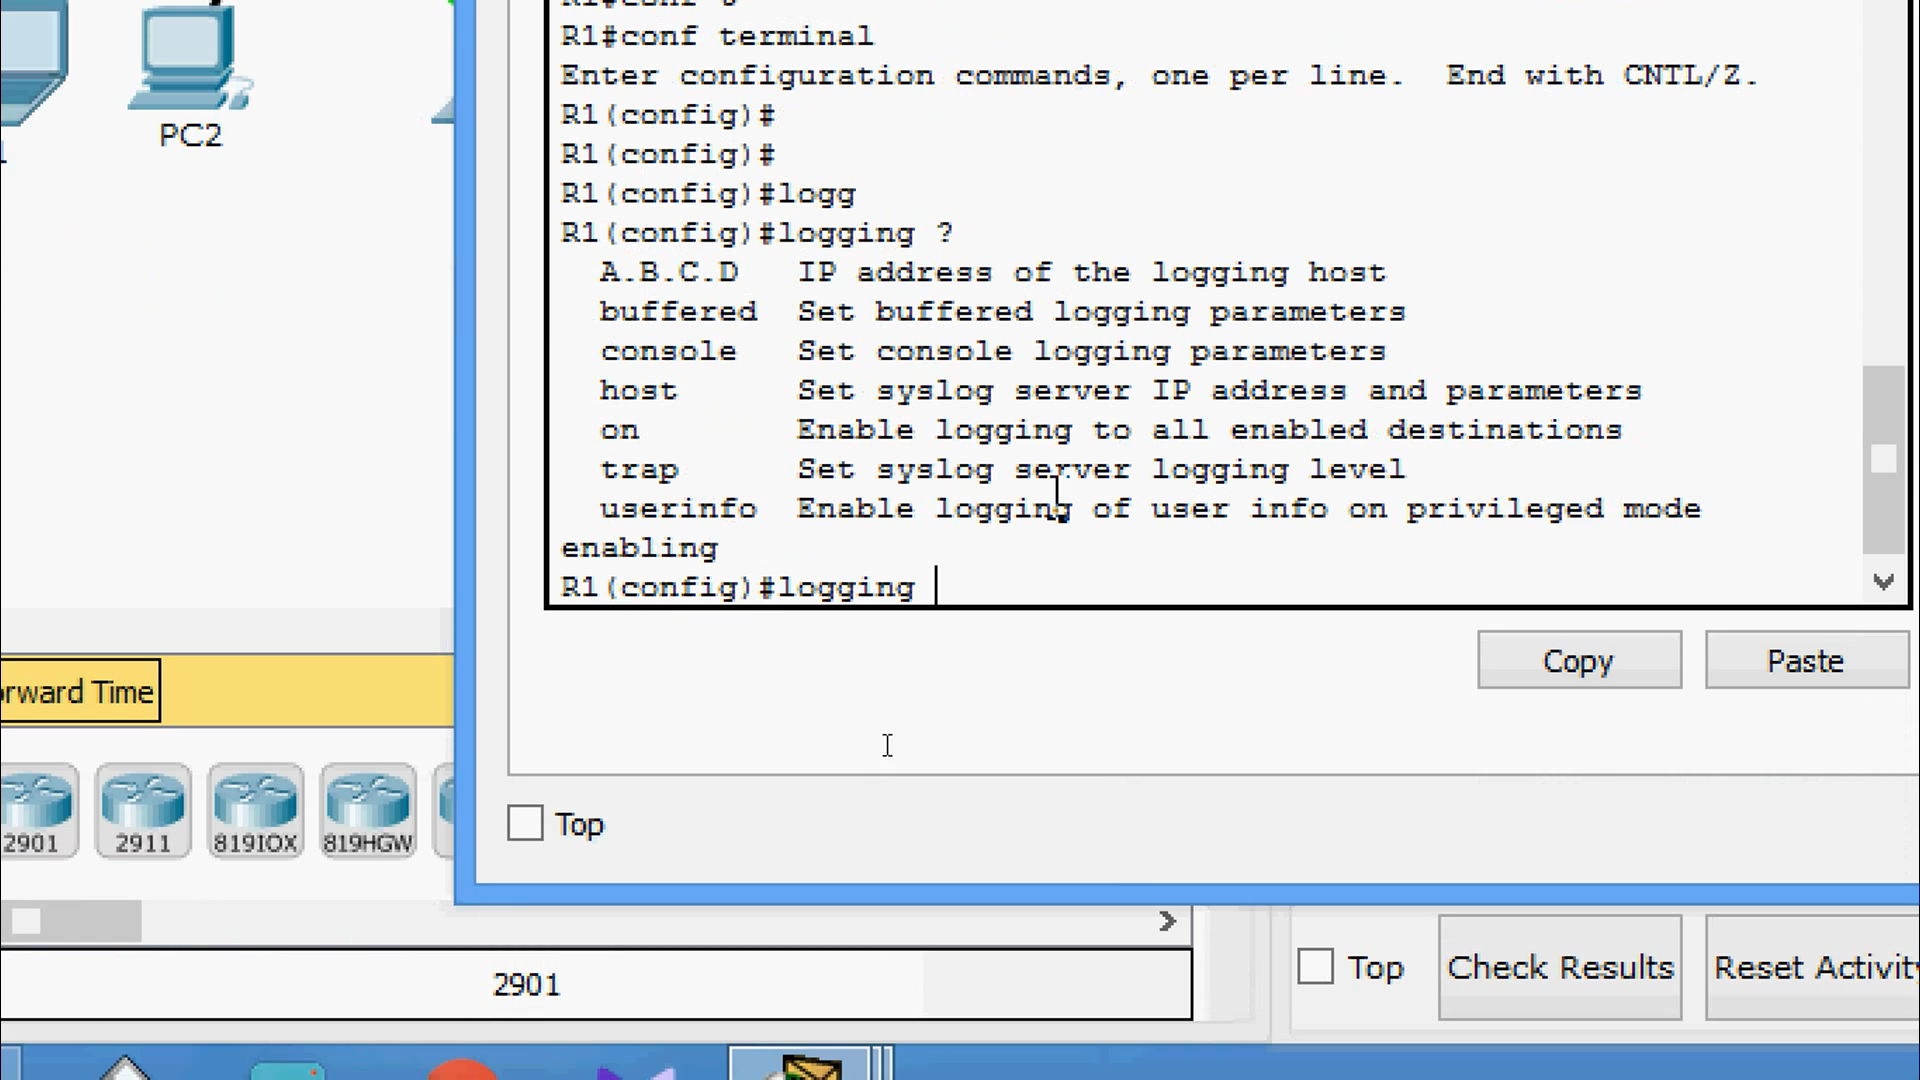 R1#conf t
R1#conf terminal
Enter configuration commands, one per line.  End with CNTL/Z.
R1(config)#
R1(config)#
R1(config)#logg
R1(config)#logging ?
A.B.C.D   IP address of the logging host
buffered  Set buffered logging parameters
console   Set console logging parameters
host      Set syslog server IP address and parameters
on        Enable logging to all enabled destinations
trap      Set syslog server logging level
userinfo  Enable logging of user info on privileged mode
enabling
R1(config)#logging
PC2
Copy
Paste
orward Time
2901
2911
819IOX
819HGW
Top
2901
Top
Check Results
Reset Activity